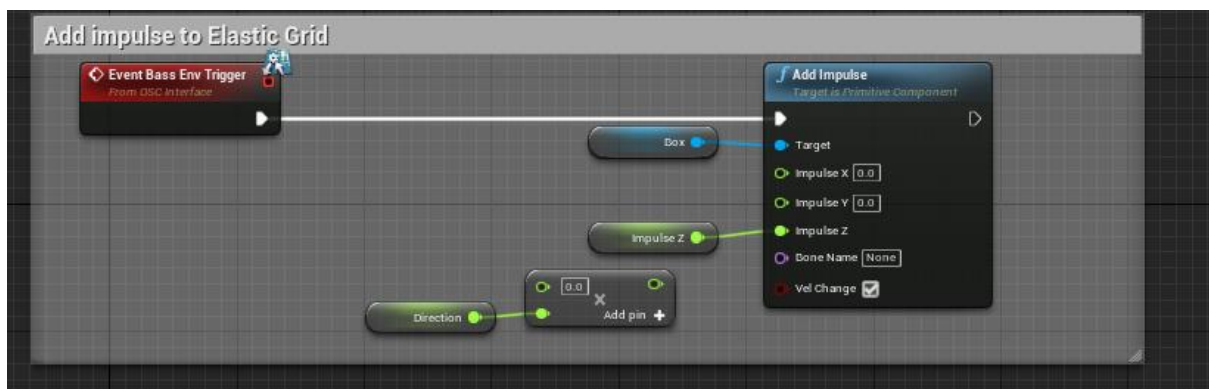 Add impulse to Elastic Grid
Event Bass Env Trigger
From OSC Interface
Add Impulse
Target is Primitive Component
Box
Target
Impulse X 0.0
Impulse Y 0.0
Impulse Z
Impulse Z
Bone Name None
0.0
Vel Change
Direction
Add pin